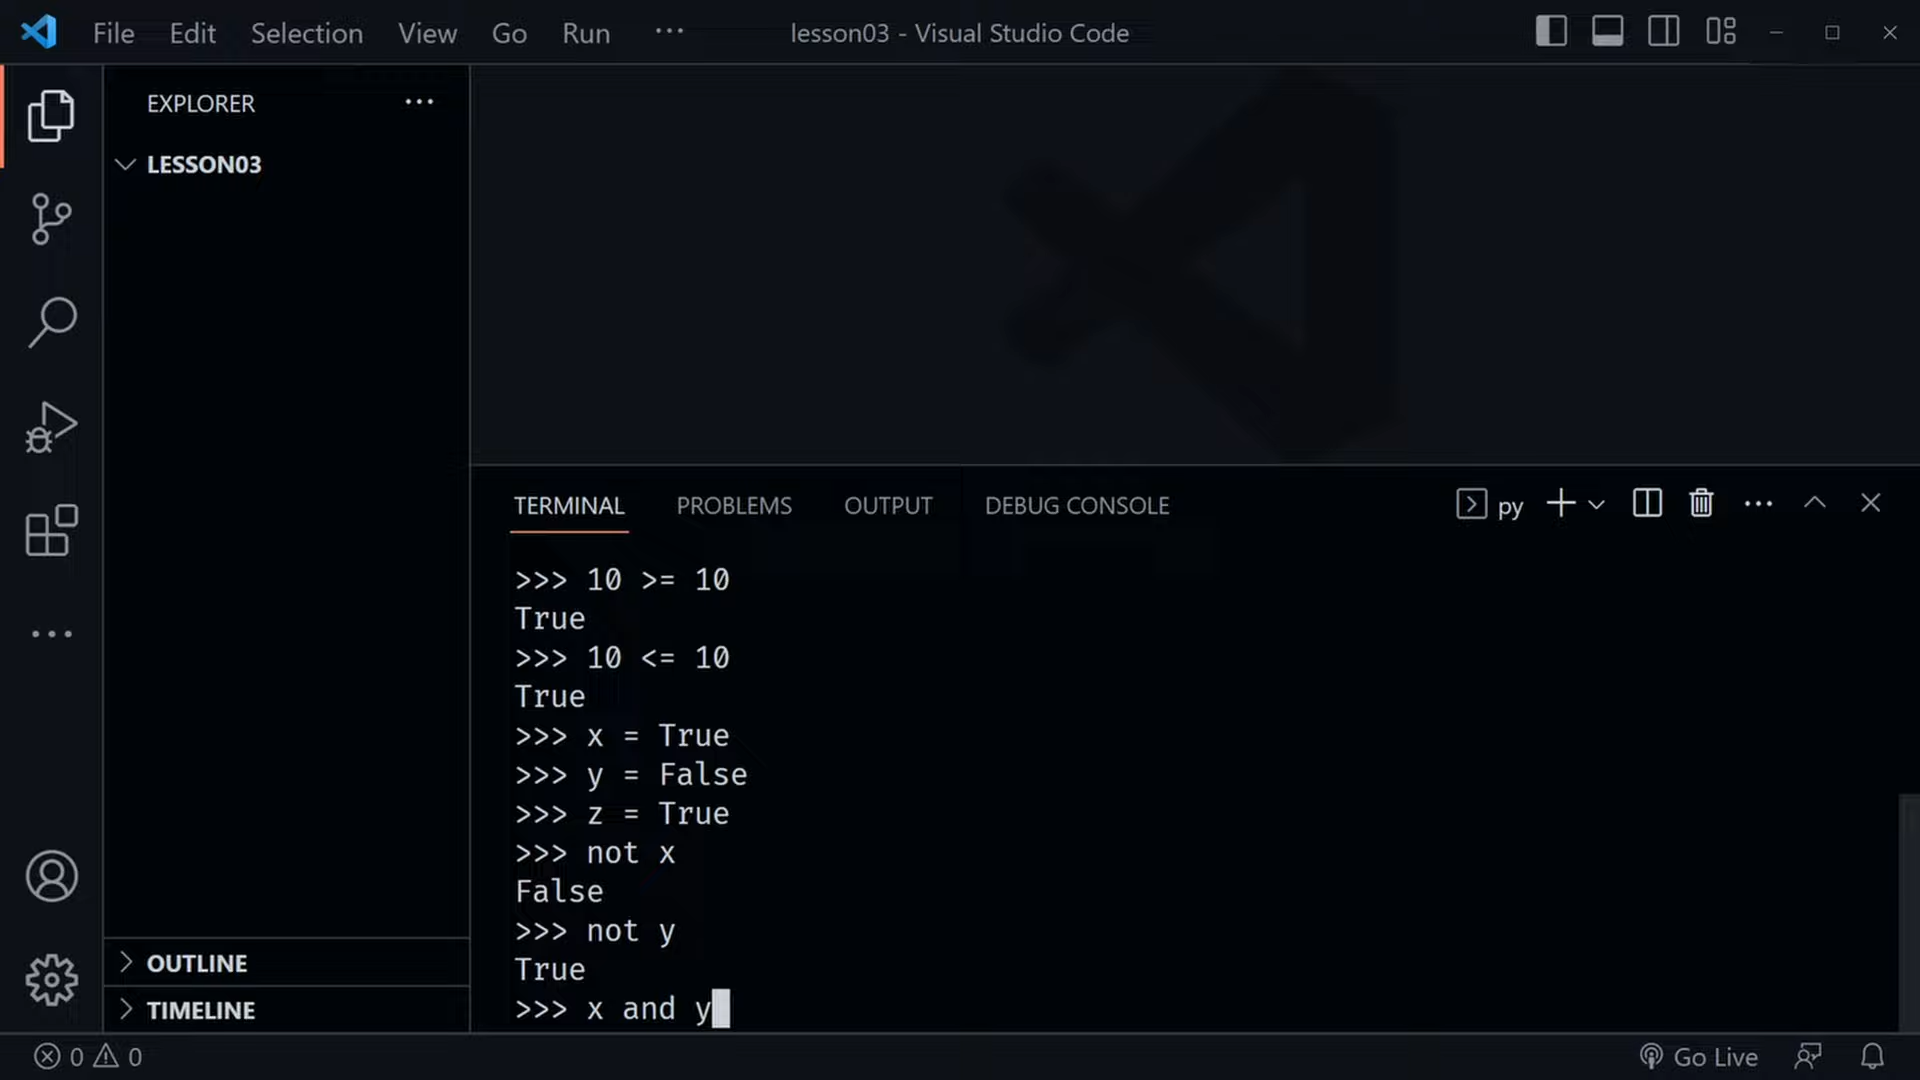 File Edit Selection View Go Run ··· lesson03 - Visual Studio Code
EXPLORER ···
LESSON03
TERMINAL PROBLEMS OUTPUT DEBUG CONSOLE py
>>> 10 >= 10
True
>>> 10 <= 10
True
>>> x = True
>>> y = False
>>> z = True
>>> not x
False
>>> not y
True
>>> x and y
OUTLINE
TIMELINE
0 0 Go Live